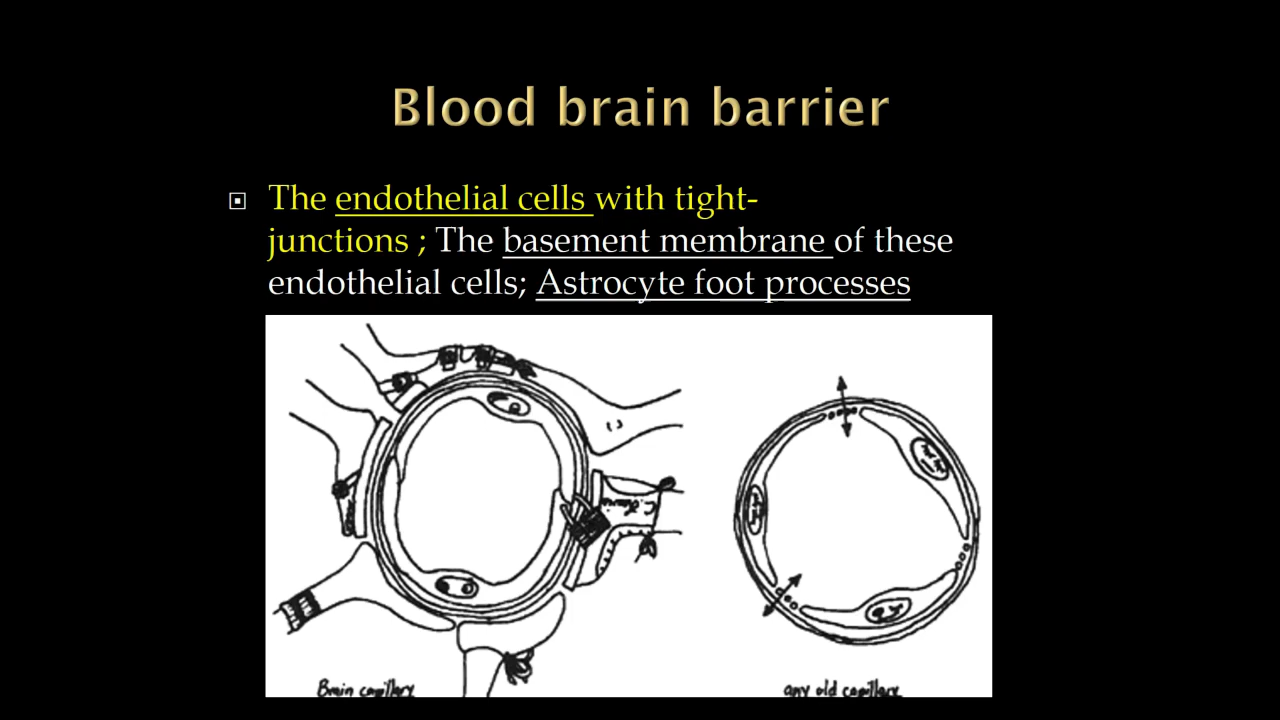 Blood brain barrier
The endothelial cells with tight-
junctions ; The basement membrane of these
endothelial cells; Astrocyte foot processes
Brain capillary
any old capillary